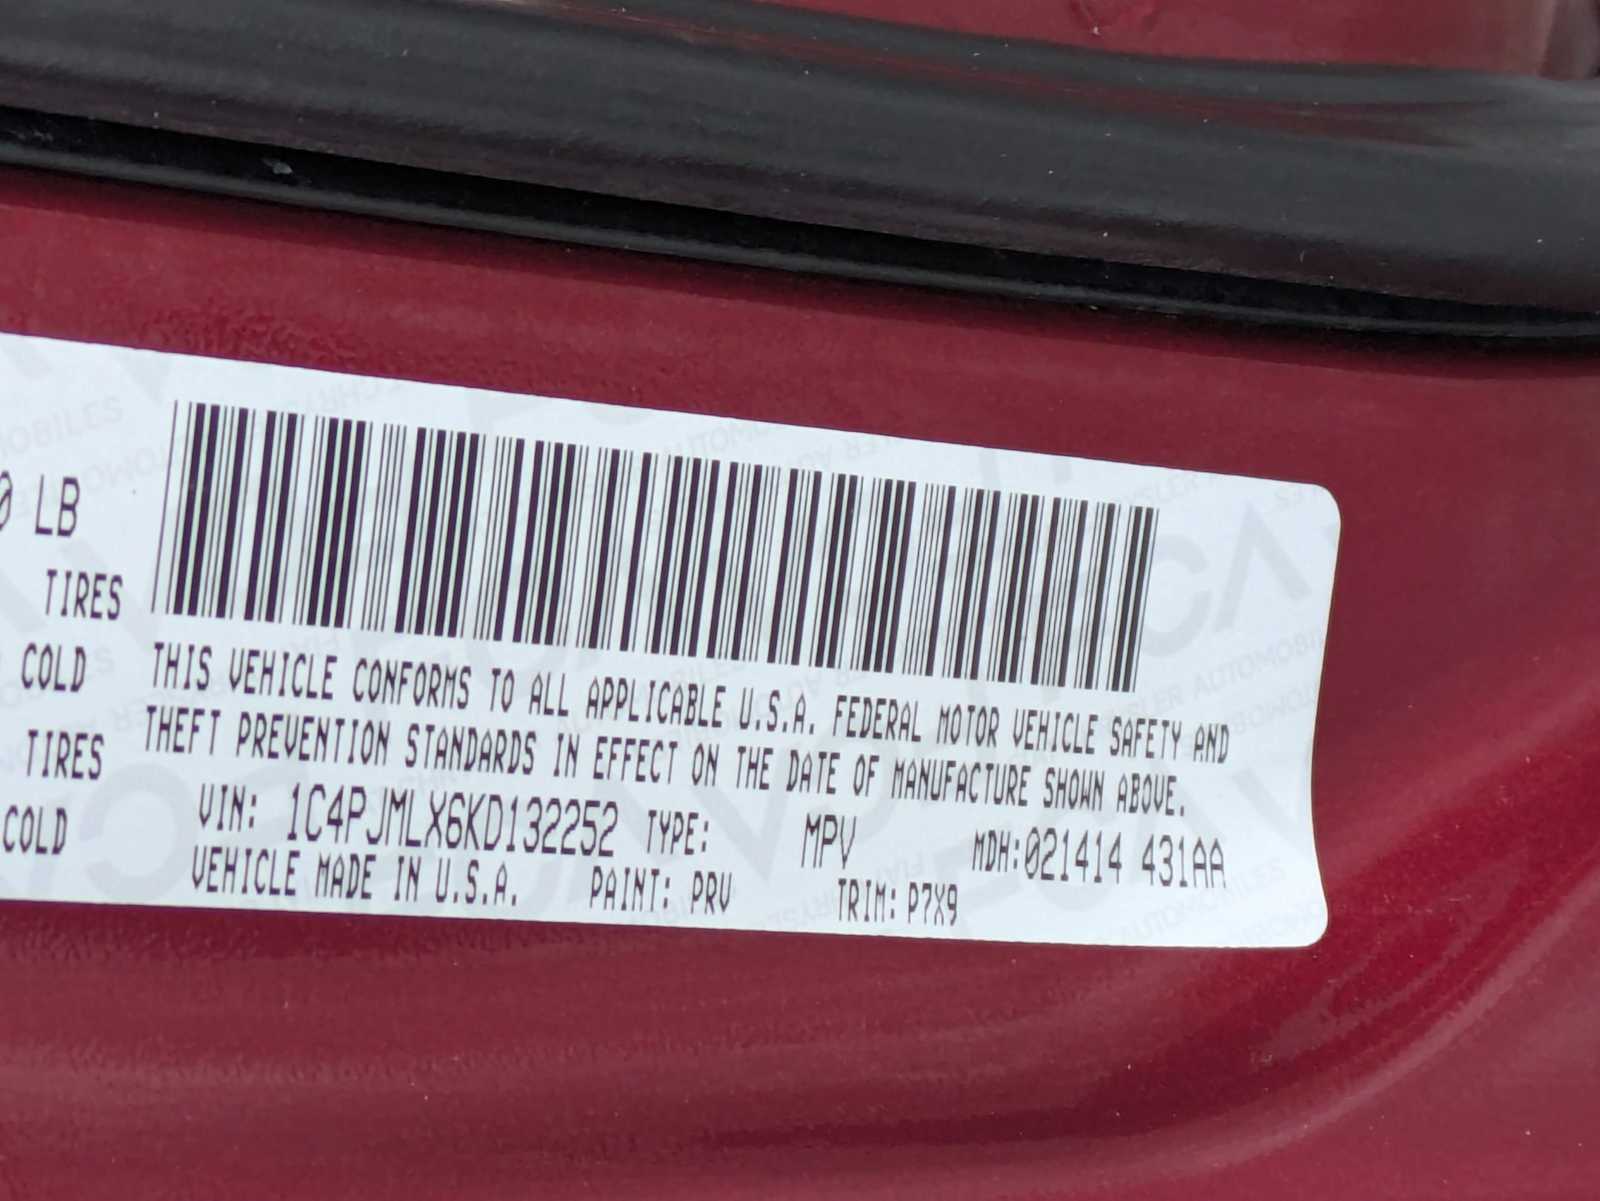 0 LB
TIRES
COLD
TIRES
COLD
THIS VEHICLE CONFORMS TO ALL APPLICABLE U.S.A. FEDERAL MOTOR VEHICLE SAFETY AND
THEFT PREVENTION STANDARDS IN EFFECT ON THE DATE OF MANUFACTURE SHOWN ABOVE.
VIN: 1C4PJMLX6KD132252 TYPE: MPV MDH:021414 431AA
VEHICLE MADE IN U.S.A. PAINT: PRV TRIM: P7X9